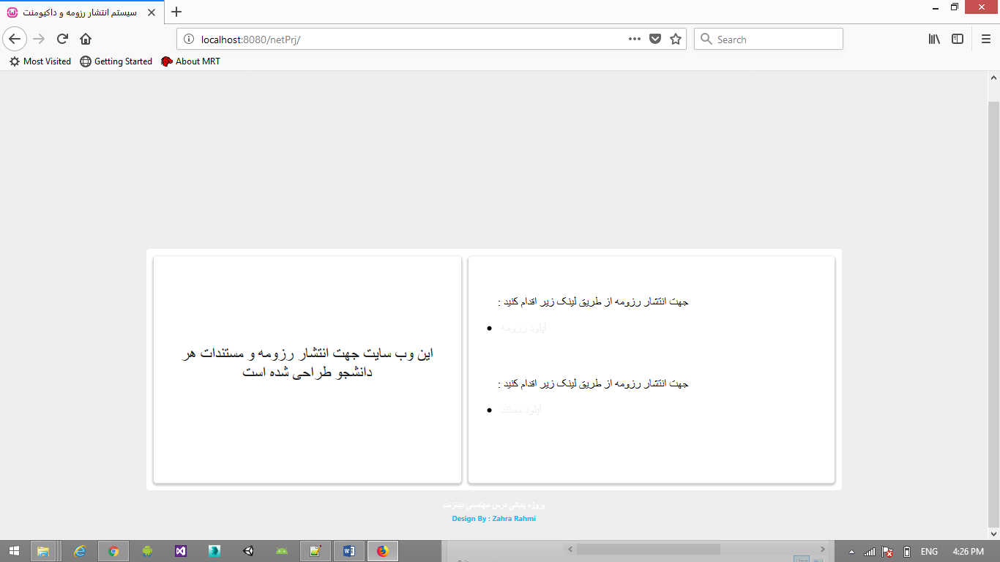 سیستم انتشار رزومه و داکیومنت
localhost:8080/netPrj/
Search
Most Visited
Getting Started
About MRT
جهت انتشار رزومه از طریق لینک زیر اقدام کنید :
آپلود رزومه
این وب سایت جهت انتشار رزومه و مستندات هر
دانشجو طراحی شده است
جهت انتشار رزومه از طریق لینک زیر اقدام کنید :
آپلود مستند
پروژه پایانی درس مهندسی اینترنت
Design By : Zahra Rahmi
ENG
4:26 PM